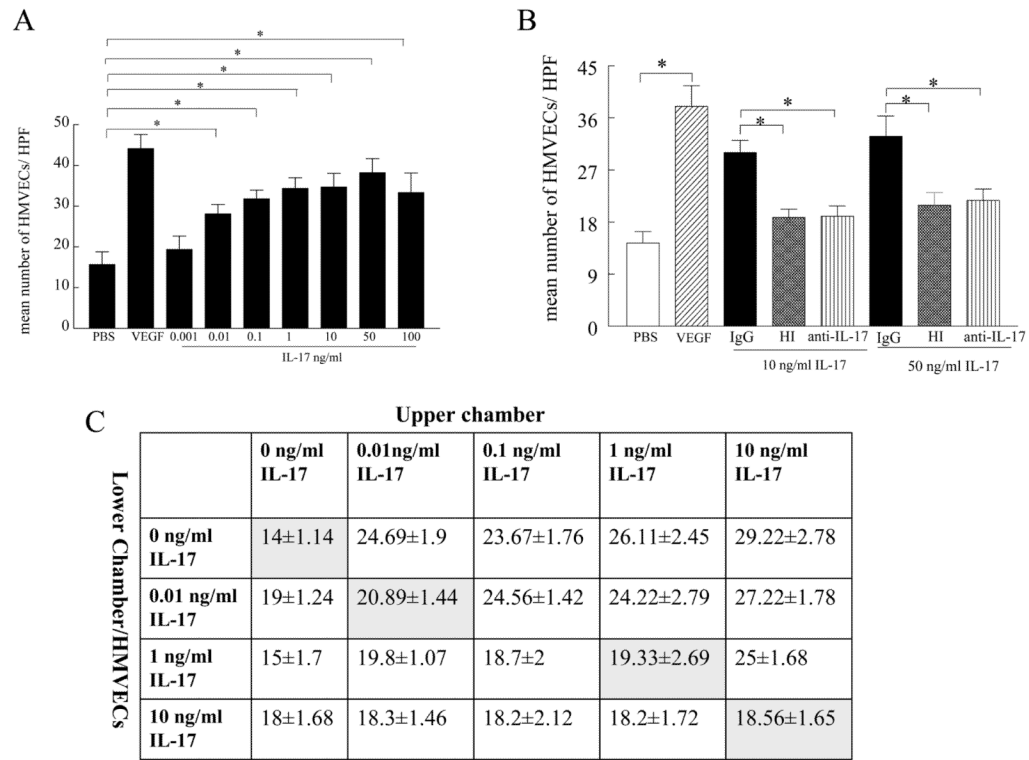 A
* * * * * *
mean number of HMVECs/ HPF
50
40
30
20
10
0
PBS VEGF 0.001 0.01 0.1 1 10 50 100
IL-17 ng/ml
B
* * * * *
mean number of HMVECs/ HPF
45
36
27
18
9
0
PBS VEGF IgG HI anti-IL-17 IgG HI anti-IL-17
10 ng/ml IL-17 50 ng/ml IL-17
C
Upper chamber
Lower Chamber/HMVECs
0 ng/ml 0.01ng/ml 0.1 ng/ml 1 ng/ml 10 ng/ml
IL-17 IL-17 IL-17 IL-17 IL-17
0 ng/ml 14±1.14 24.69±1.9 23.67±1.76 26.11±2.45 29.22±2.78
IL-17
0.01 ng/ml 19±1.24 20.89±1.44 24.56±1.42 24.22±2.79 27.22±1.78
IL-17
1 ng/ml 15±1.7 19.8±1.07 18.7±2 19.33±2.69 25±1.68
IL-17
10 ng/ml 18±1.68 18.3±1.46 18.2±2.12 18.2±1.72 18.56±1.65
IL-17